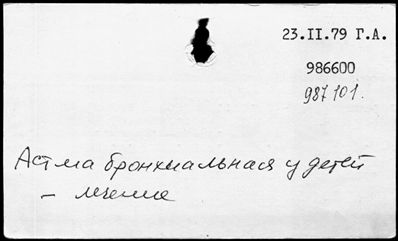 23.II.79 Г.А.
986600
987101.
Астма бронхиальная у детей
– лечение